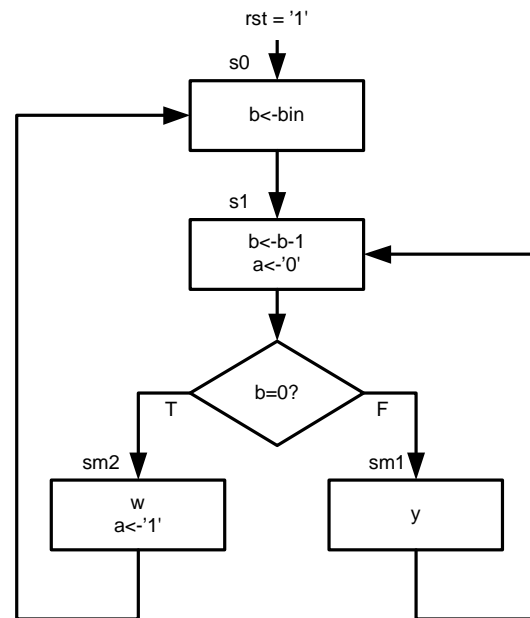 rst = '1'
s0
b<-bin
s1
b<-b-1
a<-'0'
b=0?
T
F
sm2
w
a<-'1'
sm1
y